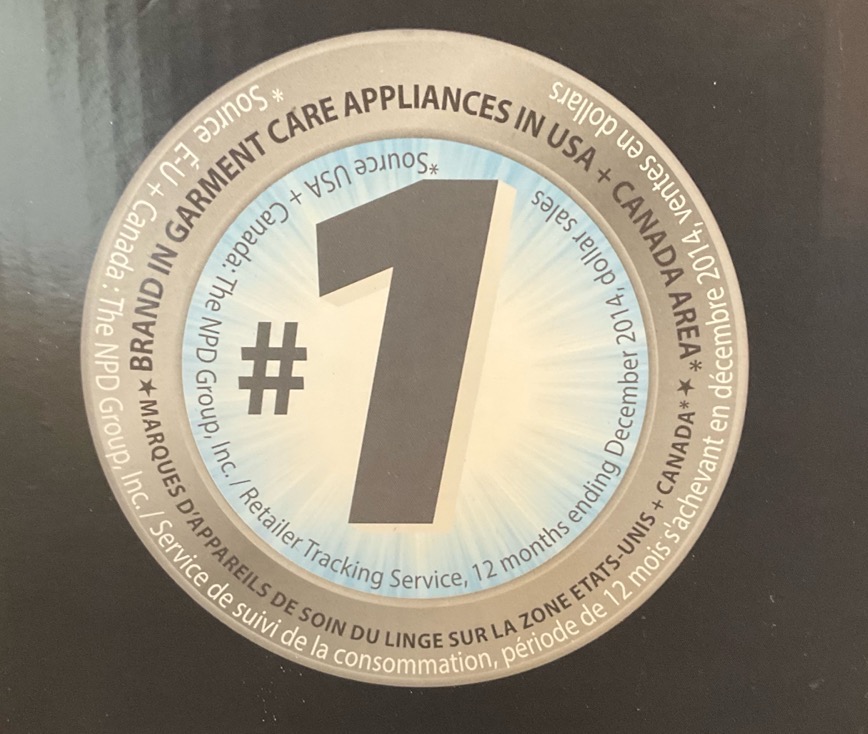 BRAND IN GARMENT CARE APPLIANCES IN USA + CANADA AREA*
★ MARQUES D'APPAREILS DE SOIN DU LINGE SUR LA ZONE ETATS-UNIS + CANADA* ★
#1
*Source USA + Canada: The NPD Group, Inc. / Retailer Tracking Service, 12 months ending December 2014, dollar sales
* Source É-U + Canada : The NPD Group, Inc. / Service de suivi de la consommation, période de 12 mois s'achevant en décembre 2014, ventes en dollars